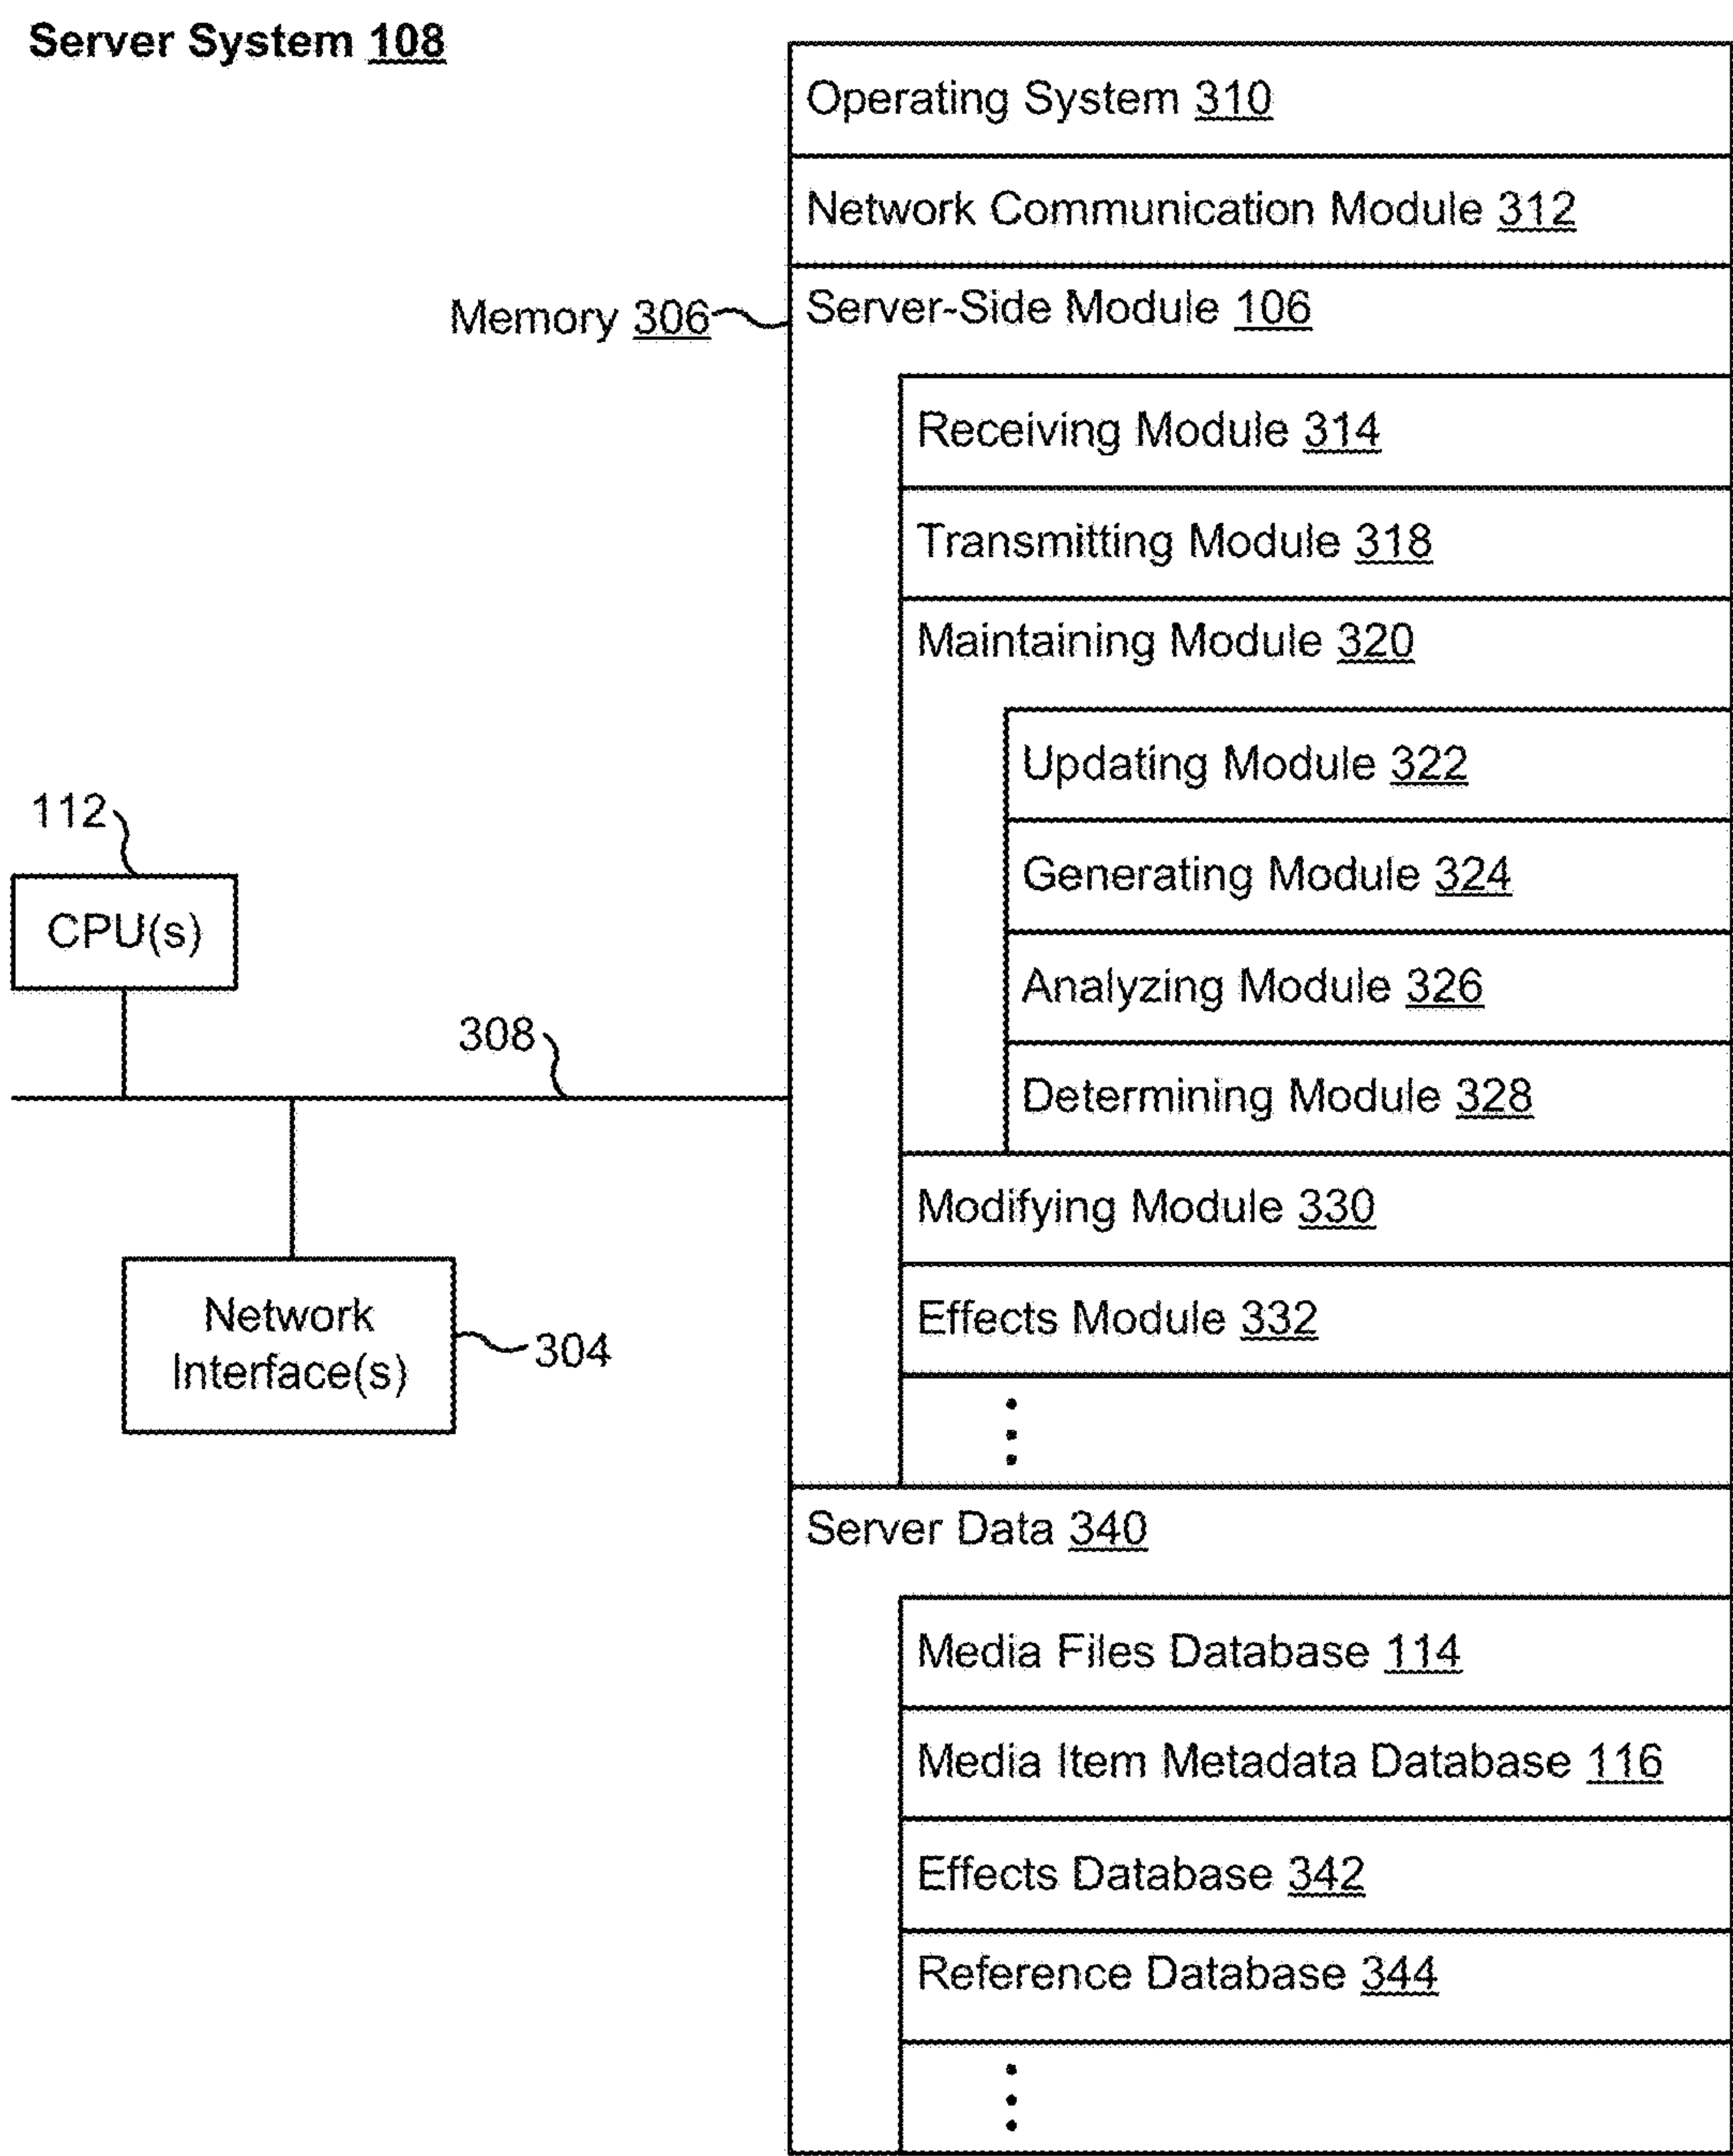 Server System 108
Operating System 310
Network Communication Module 312
Memory 306
Server-Side Module 106
Receiving Module 314
Transmitting Module 318
Maintaining Module 320
Updating Module 322
Generating Module 324
Analyzing Module 326
Determining Module 328
Modifying Module 330
Effects Module 332
Server Data 340
Media Files Database 114
Media Item Metadata Database 116
Effects Database 342
Reference Database 344
112
CPU(s)
308
Network
Interface(s)
304